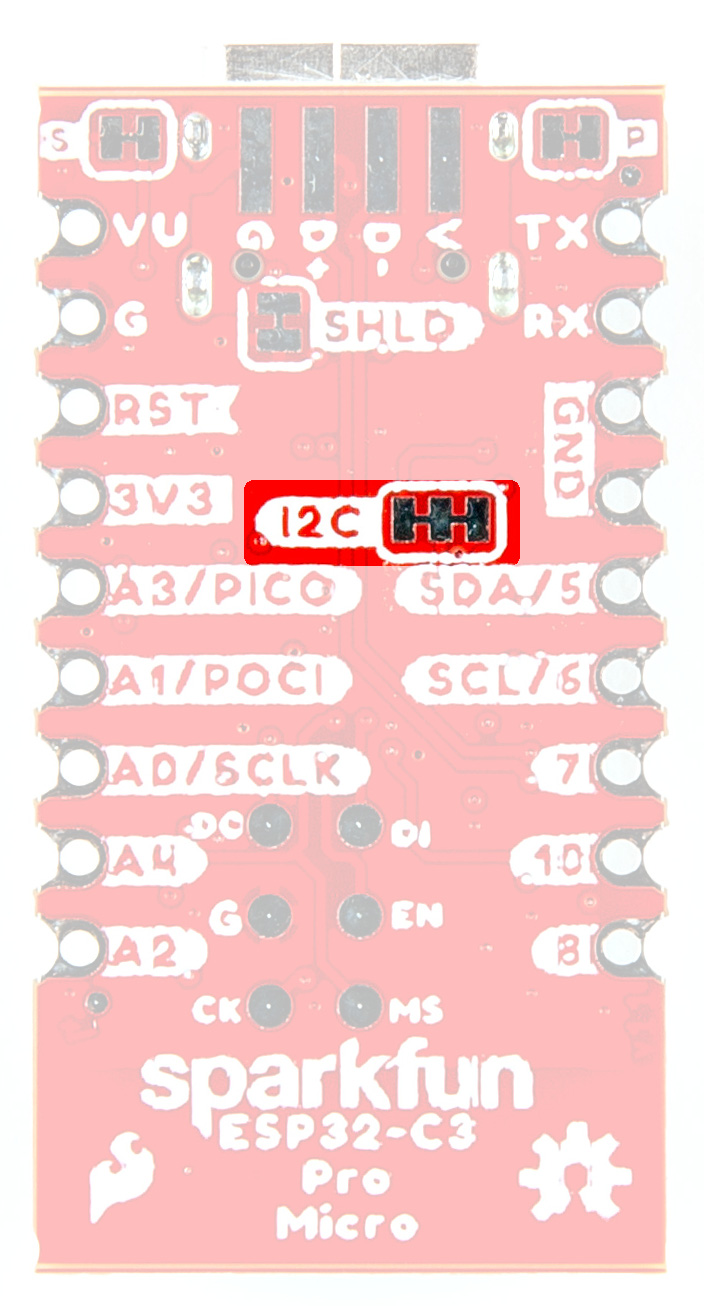 S P
VU G D+ D- V TX
G SHLD RX
RST GND
3V3
I2C
A3/PICO SDA/5
A1/POCI SCL/6
A0/SCLK 7
DO DI
A4 10
G EN
A2 8
CK MS
sparkfun
ESP32-C3
Pro
Micro